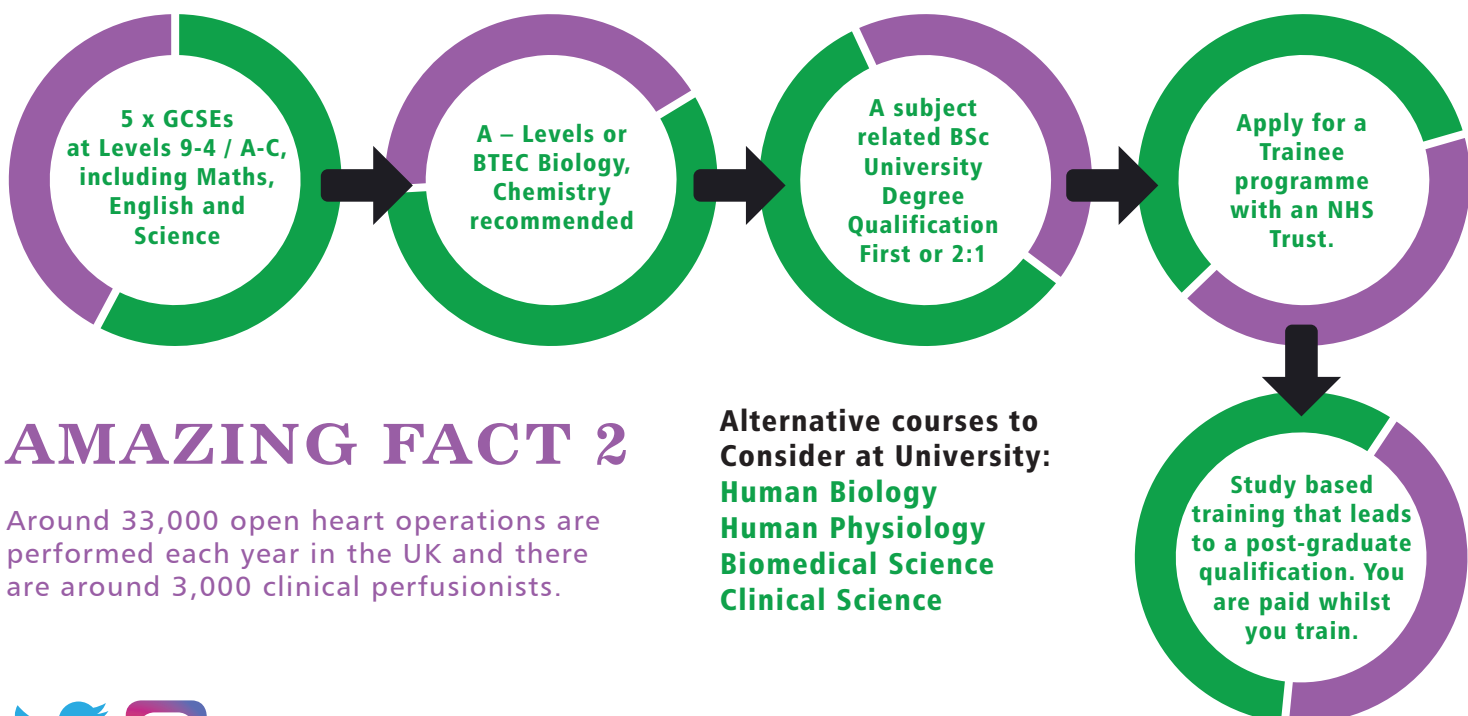 5 x GCSEs
at Levels 9-4 / A-C,
including Maths,
English and
Science
A – Levels or
BTEC Biology,
Chemistry
recommended
A subject
related BSc
University
Degree
Qualification
First or 2:1
Apply for a
Trainee
programme
with an NHS
Trust.
Study based
training that leads
to a post-graduate
qualification. You
are paid whilst
you train.
AMAZING FACT 2
Around 33,000 open heart operations are
performed each year in the UK and there
are around 3,000 clinical perfusionists.
Alternative courses to
Consider at University:
Human Biology
Human Physiology
Biomedical Science
Clinical Science